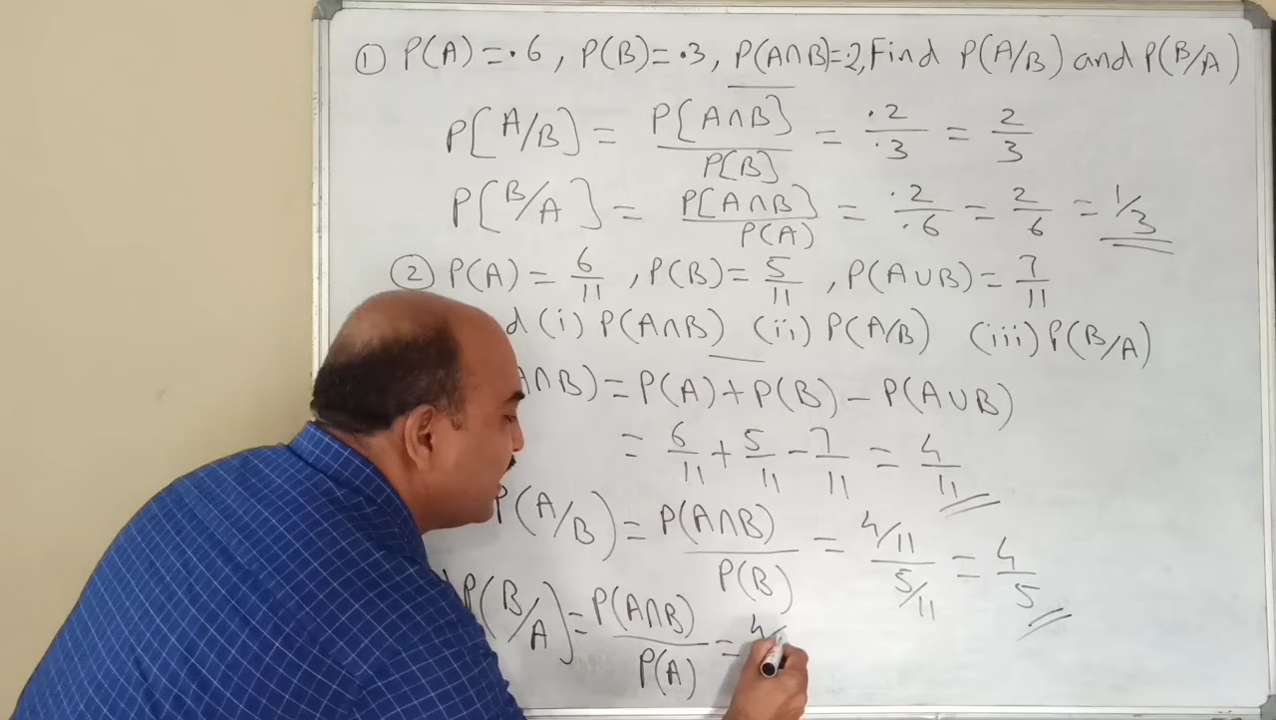 ① P(A) = .6 , P(B) = .3 , P(A∩B) = .2, Find P(A/B) and P(B/A)
P[A/B] = P[A∩B] / P[B] = .2/.3 = 2/3
P[B/A] = P[A∩B] / P(A) = .2/.6 = 2/6 = 1/3
② P(A) = 6/11 , P(B) = 5/11 , P(A∪B) = 7/11
d (i) P(A∩B) (ii) P(A/B) (iii) P(B/A)
A∩B) = P(A) + P(B) – P(A∪B)
= 6/11 + 5/11 – 7/11 = 4/11
P(A/B) = P(A∩B) / P(B) = 4/11 / 5/11 = 4/5
P(B/A) = P(A∩B) / P(A) = 4/